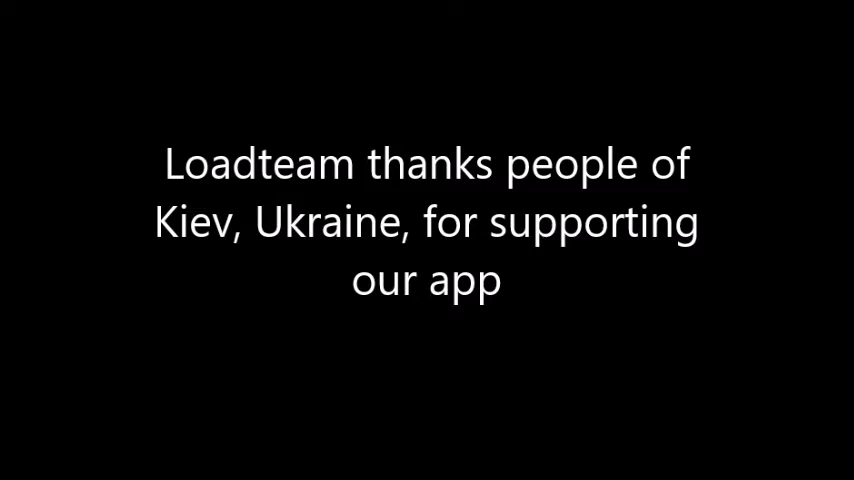 Loadteam thanks people of
Kiev, Ukraine, for supporting
our app